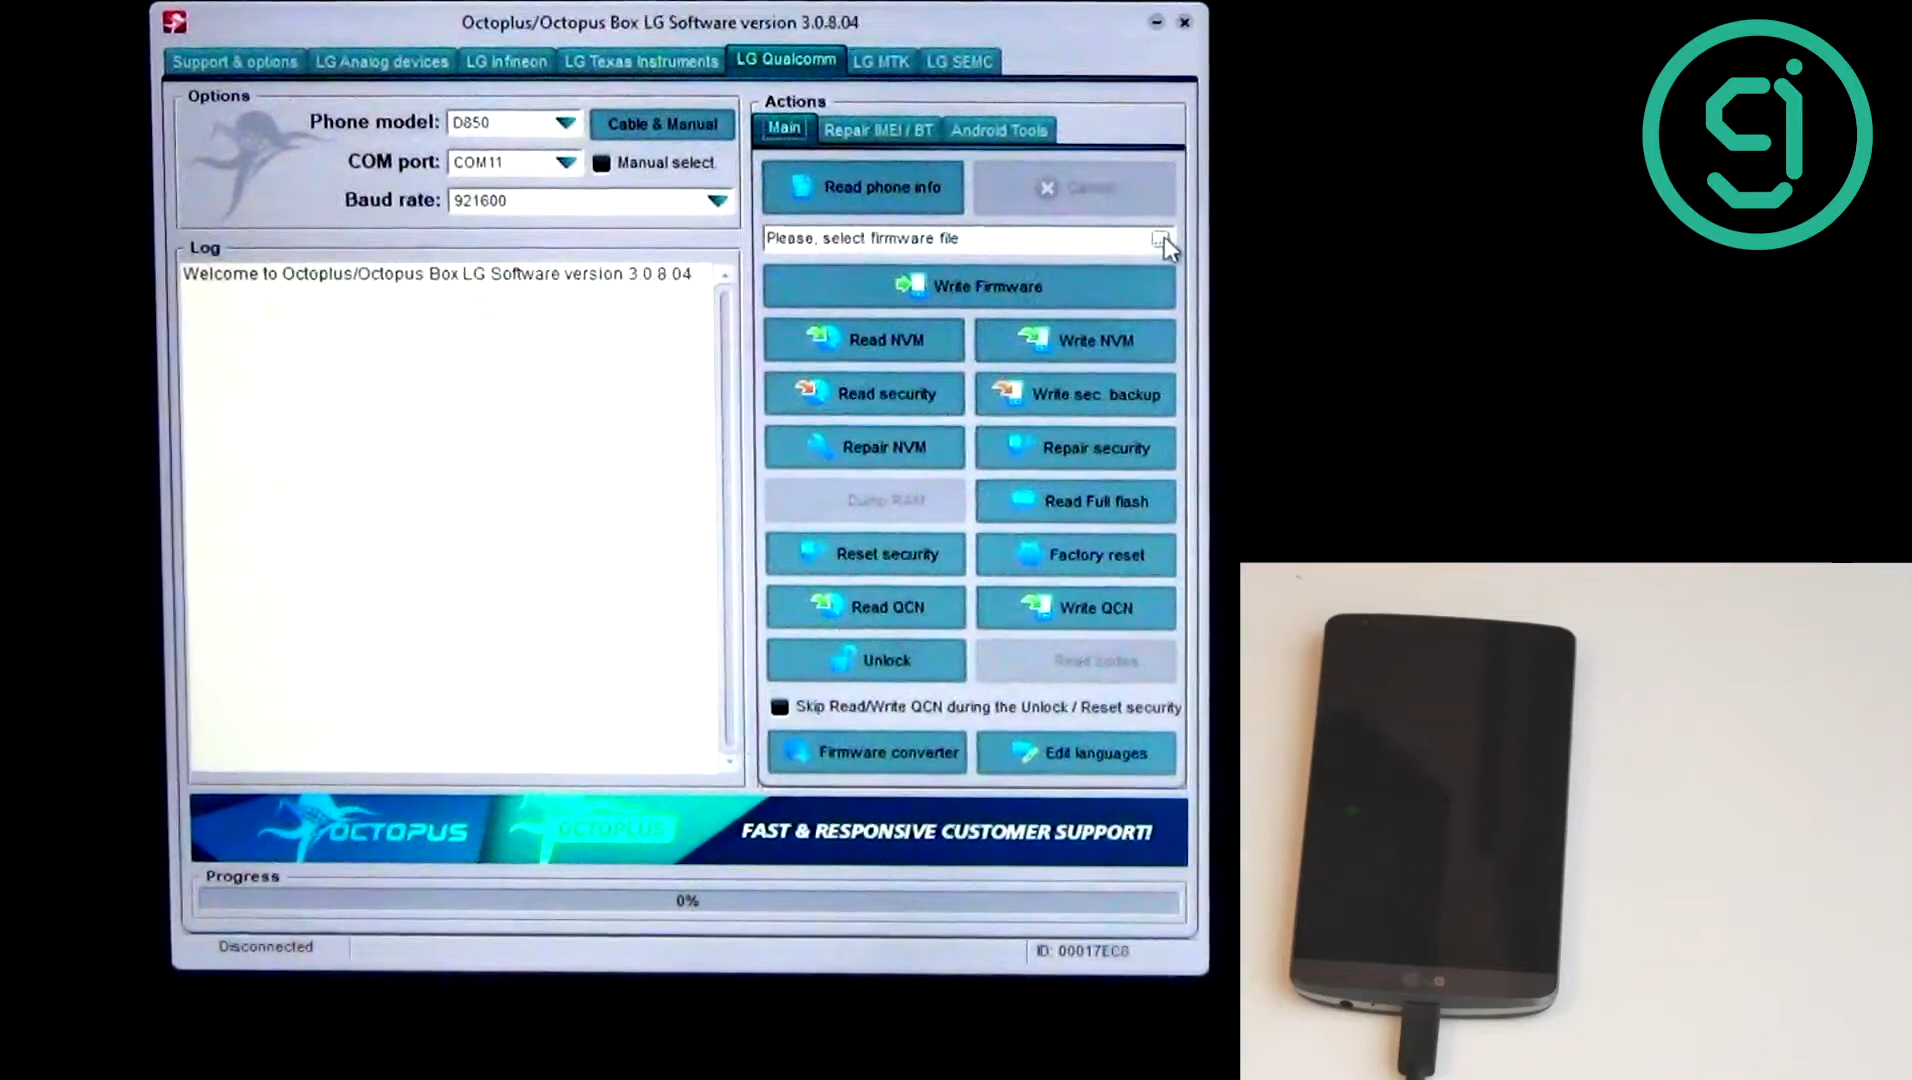 Octoplus/Octopus Box LG Software version 3.0.8.04
Support & options
LG Analog devices
LG Infineon
LG Texas Instruments
LG Qualcomm
LG MTK
LG SEMC
Options
Phone model: D850
Cable & Manual
COM port: COM11
Manual select
Baud rate: 921600
Log
Welcome to Octoplus/Octopus Box LG Software version 3.0.8.04
Actions
Main
Repair IMEI / BT
Android Tools
Read phone info
Cancel
Please, select firmware file
...
Write Firmware
Read NVM
Write NVM
Read security
Write sec. backup
Repair NVM
Repair security
Dump RAM
Read Full flash
Reset security
Factory reset
Read QCN
Write QCN
Unlock
Read codes
Skip Read/Write QCN during the Unlock / Reset security
Firmware converter
Edit languages
OCTOPUS
OCTOPLUS
FAST & RESPONSIVE CUSTOMER SUPPORT!
Progress
0%
Disconnected
ID: 00017EC8